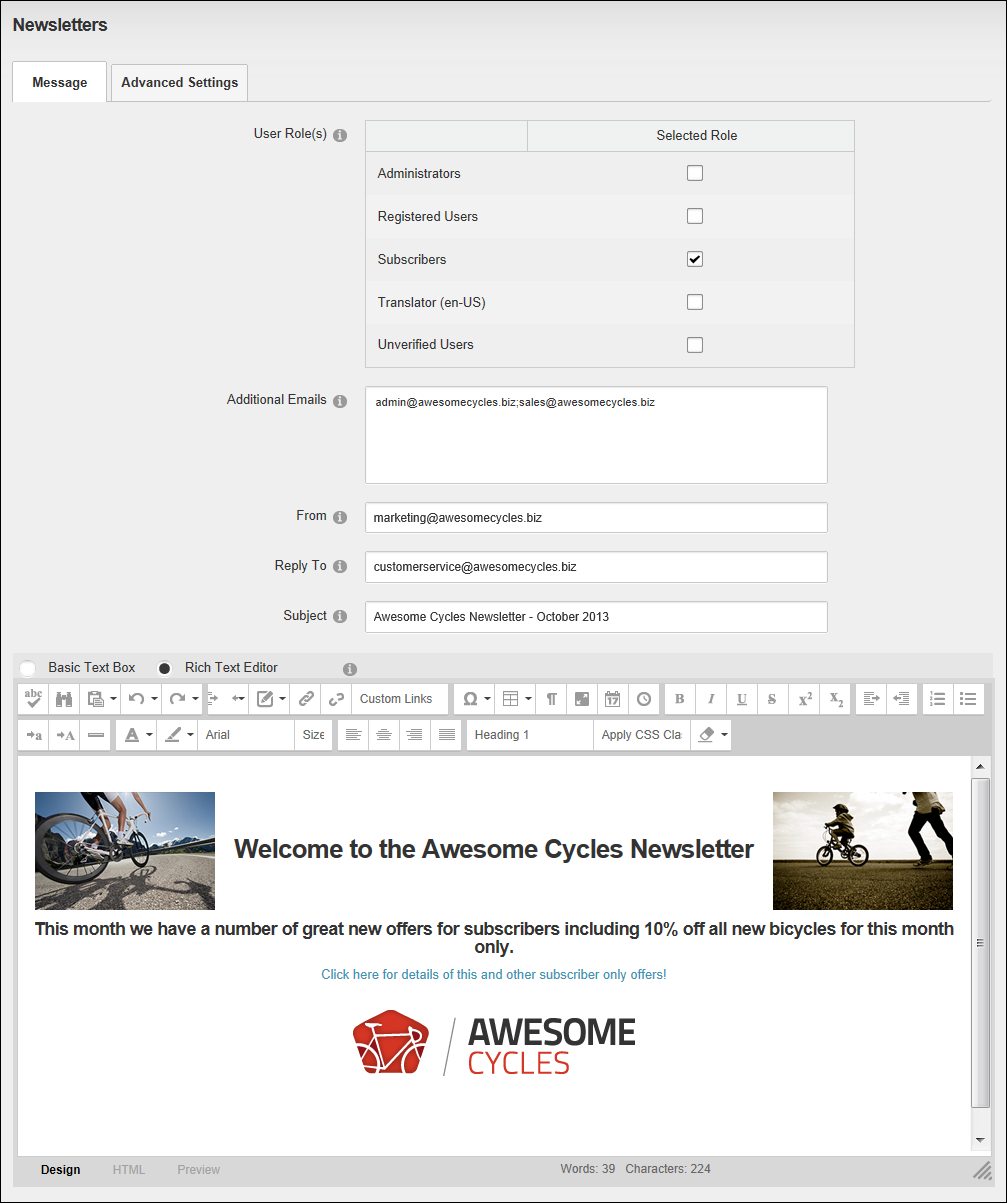 Newsletters
Message Advanced Settings
User Role(s) Selected Role
Administrators
Registered Users
Subscribers
Translator (en-US)
Unverified Users
Additional Emails admin@awesomecycles.biz;sales@awesomecycles.biz
From marketing@awesomecycles.biz
Reply To customerservice@awesomecycles.biz
Subject Awesome Cycles Newsletter - October 2013
Basic Text Box Rich Text Editor
abc Custom Links Ω ¶ 17 B I U S x² X₂
a A A Arial Size Heading 1 Apply CSS Cla
Welcome to the Awesome Cycles Newsletter
This month we have a number of great new offers for subscribers including 10% off all new bicycles for this month
only.
Click here for details of this and other subscriber only offers!
AWESOME
CYCLES
Design HTML Preview Words: 39 Characters: 224